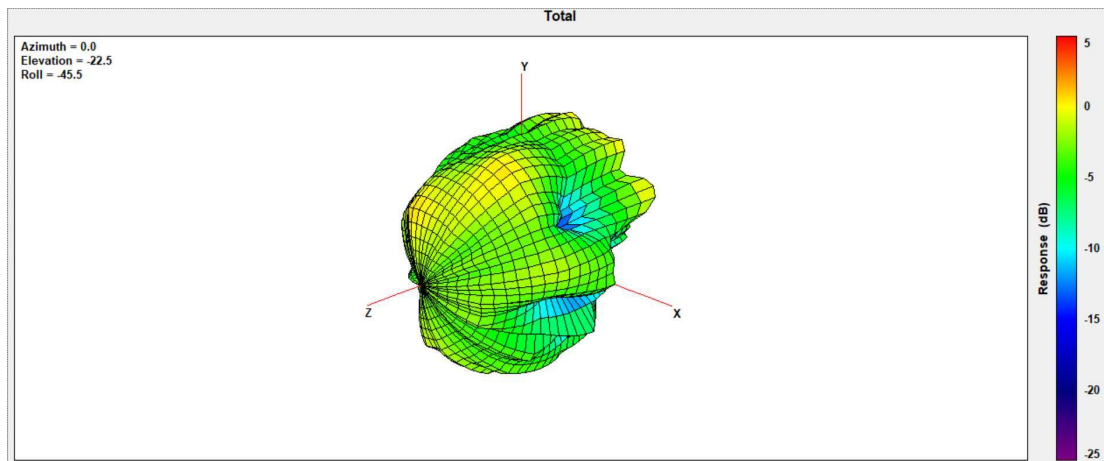 Total
Azimuth = 0.0
Elevation = -22.5
Roll = -45.5
Y
Z
X
5
0
-5
-10
-15
-20
-25
Response (dB)